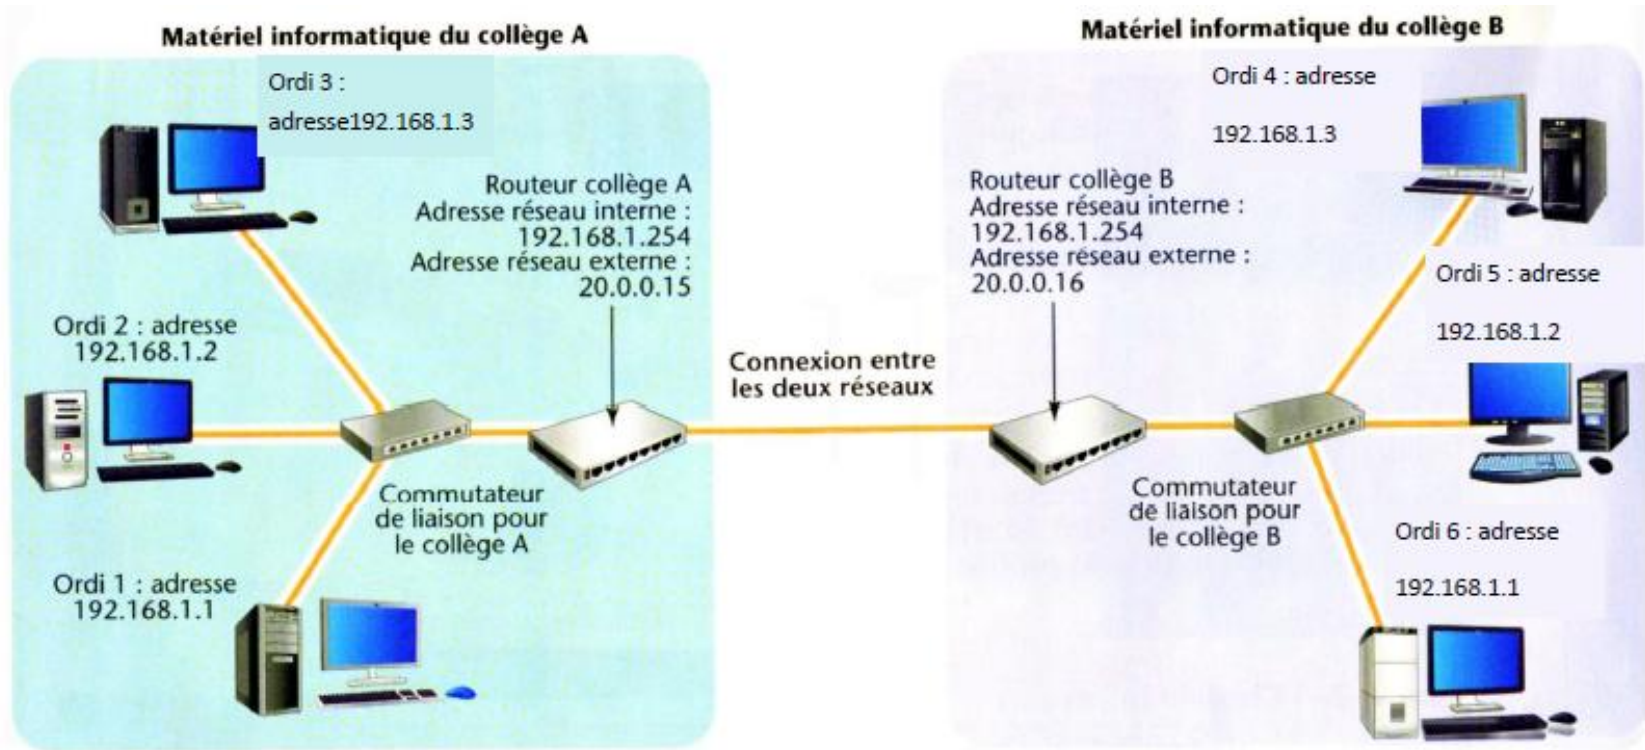 Matériel informatique du collège A
Ordi 3 :
adresse192.168.1.3
Routeur collège A
Adresse réseau interne :
192.168.1.254
Adresse réseau externe :
20.0.0.15
Ordi 2 : adresse
192.168.1.2
Commutateur
de liaison pour
le collège A
Ordi 1 : adresse
192.168.1.1
Connexion entre
les deux réseaux
Matériel informatique du collège B
Ordi 4 : adresse
192.168.1.3
Routeur collège B
Adresse réseau interne :
192.168.1.254
Adresse réseau externe :
20.0.0.16
Ordi 5 : adresse
192.168.1.2
Commutateur
de liaison pour
le collège B
Ordi 6 : adresse
192.168.1.1